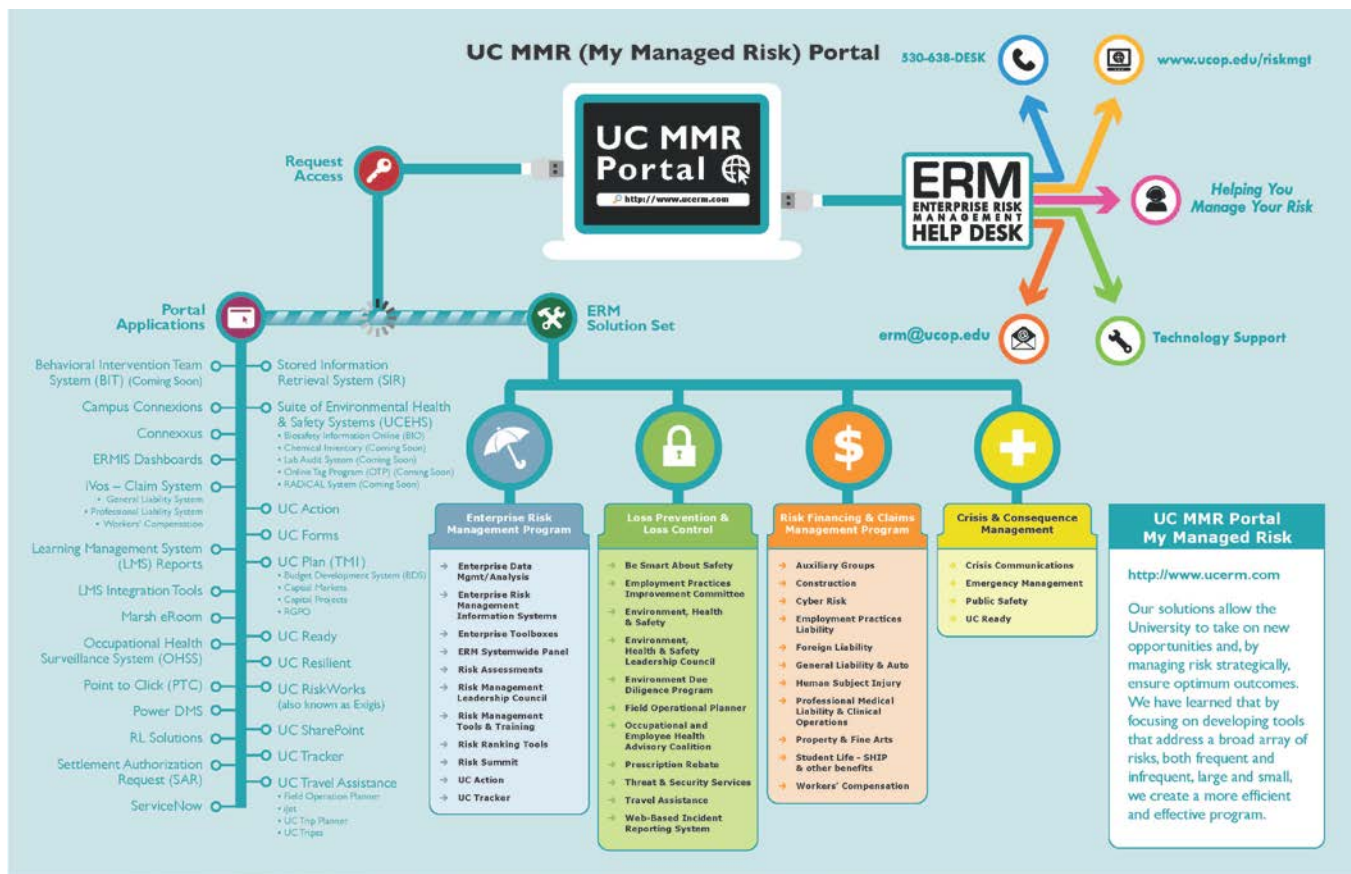 UC MMR (My Managed Risk) Portal
530-638-DESK
www.ucop.edu/riskmgt
UC MMR
Portal
http://www.ucerm.com
Request
Access
ERM
ENTERPRISE RISK
MANAGEMENT
HELP DESK
Helping You
Manage Your Risk
erm@ucop.edu
Technology Support
Portal
Applications
ERM
Solution Set
Behavioral Intervention Team
System (BIT) (Coming Soon)
Campus Connexions
Connexxus
ERMIS Dashboards
iVos – Claim System
• General Liability System
• Professional Liability System
• Workers' Compensation
Learning Management System
(LMS) Reports
LMS Integration Tools
Marsh eRoom
Occupational Health
Surveillance System (OHSS)
Point to Click (PTC)
Power DMS
RL Solutions
Settlement Authorization
Request (SAR)
ServiceNow
Stored Information
Retrieval System (SIR)
Suite of Environmental Health
& Safety Systems (UCEHS)
• Biosafety Information Online (BIO)
• Chemical Inventory (Coming Soon)
• Lab Audit System (Coming Soon)
• Online Tag Program (OTP) (Coming Soon)
• RADiCAL System (Coming Soon)
UC Action
UC Forms
UC Plan (TMI)
• Budget Development System (BDS)
• Capital Markets
• Capital Projects
• RGPO
UC Ready
UC Resilient
UC RiskWorks
(also known as Exigis)
UC SharePoint
UC Tracker
UC Travel Assistance
• Field Operation Planner
• iJet
• UC Trip Planner
• UC Trips
Enterprise Risk
Management Program
→ Enterprise Data
Mgmt/Analysis
→ Enterprise Risk
Management
Information Systems
→ Enterprise Toolboxes
→ ERM Systemwide Panel
→ Risk Assessments
→ Risk Management
Leadership Council
→ Risk Management
Tools & Training
→ Risk Ranking Tools
→ Risk Summit
→ UC Action
→ UC Tracker
Loss Prevention &
Loss Control
→ Be Smart About Safety
→ Employment Practices
Improvement Committee
→ Environment, Health
& Safety
→ Environment,
Health & Safety
Leadership Council
→ Environment Due
Diligence Program
→ Field Operational Planner
→ Occupational and
Employee Health
Advisory Coalition
→ Prescription Rebate
→ Threat & Security Services
→ Travel Assistance
→ Web-Based Incident
Reporting System
$
Risk Financing & Claims
Management Program
→ Auxiliary Groups
→ Construction
→ Cyber Risk
→ Employment Practices
Liability
→ Foreign Liability
→ General Liability & Auto
→ Human Subject Injury
→ Professional Medical
Liability & Clinical
Operations
→ Property & Fine Arts
→ Student Life - SHIP
& other benefits
→ Workers' Compensation
Crisis & Consequence
Management
→ Crisis Communications
→ Emergency Management
→ Public Safety
→ UC Ready
UC MMR Portal
My Managed Risk
http://www.ucerm.com
Our solutions allow the
University to take on new
opportunities and, by
managing risk strategically,
ensure optimum outcomes.
We have learned that by
focusing on developing tools
that address a broad array of
risks, both frequent and
infrequent, large and small,
we create a more efficient
and effective program.